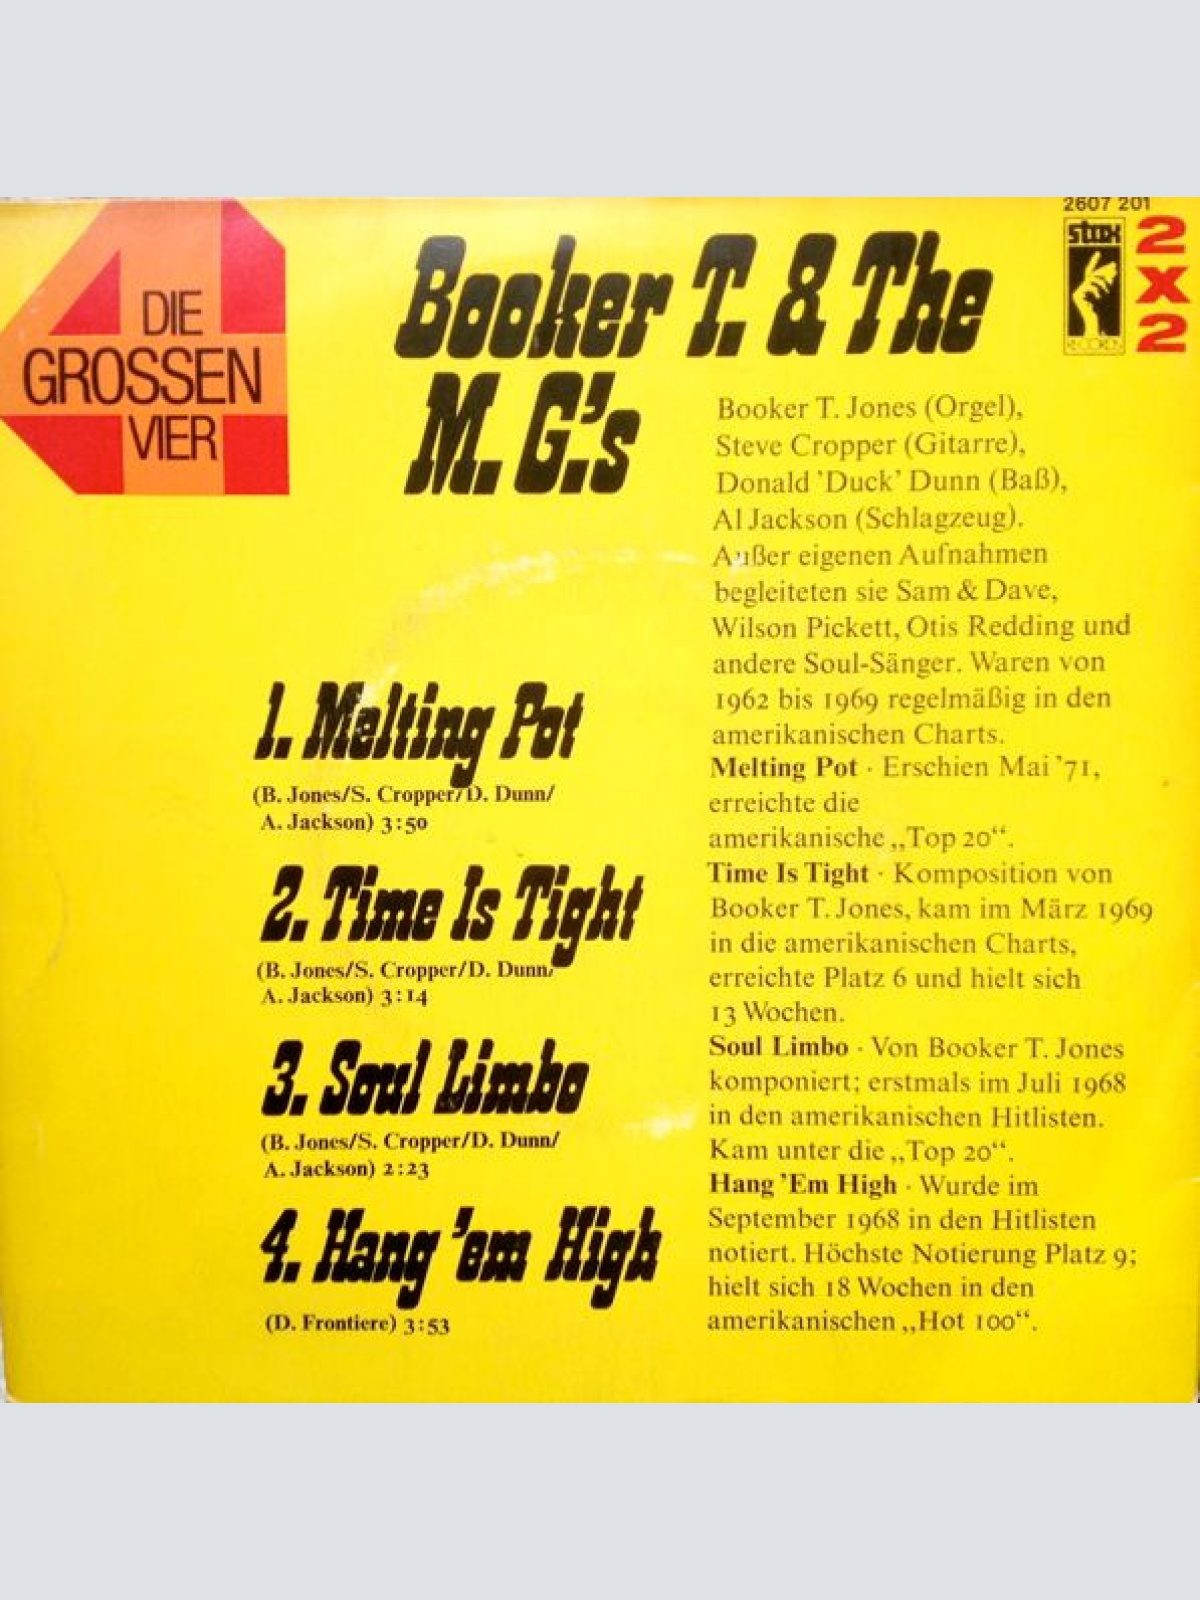 2607 201
stax
RECORDS
2x2
DIE
GROSSEN
VIER
Booker T. & The
M. G.'s
1. Melting Pot
(B. Jones/S. Cropper/D. Dunn/
A. Jackson) 3:50
2. Time Is Tight
(B. Jones/S. Cropper/D. Dunn/
A. Jackson) 3:14
3. Soul Limbo
(B. Jones/S. Cropper/D. Dunn/
A. Jackson) 2:23
4. Hang 'em High
(D. Frontiere) 3:53
Booker T. Jones (Orgel),
Steve Cropper (Gitarre),
Donald 'Duck' Dunn (Baß),
Al Jackson (Schlagzeug).
Außer eigenen Aufnahmen
begleiteten sie Sam & Dave,
Wilson Pickett, Otis Redding und
andere Soul-Sänger. Waren von
1962 bis 1969 regelmäßig in den
amerikanischen Charts.
Melting Pot · Erschien Mai '71,
erreichte die
amerikanische „Top 20“.
Time Is Tight · Komposition von
Booker T. Jones, kam im März 1969
in die amerikanischen Charts,
erreichte Platz 6 und hielt sich
13 Wochen.
Soul Limbo · Von Booker T. Jones
komponiert; erstmals im Juli 1968
in den amerikanischen Hitlisten.
Kam unter die „Top 20“.
Hang 'Em High · Wurde im
September 1968 in den Hitlisten
notiert. Höchste Notierung Platz 9;
hielt sich 18 Wochen in den
amerikanischen „Hot 100“.